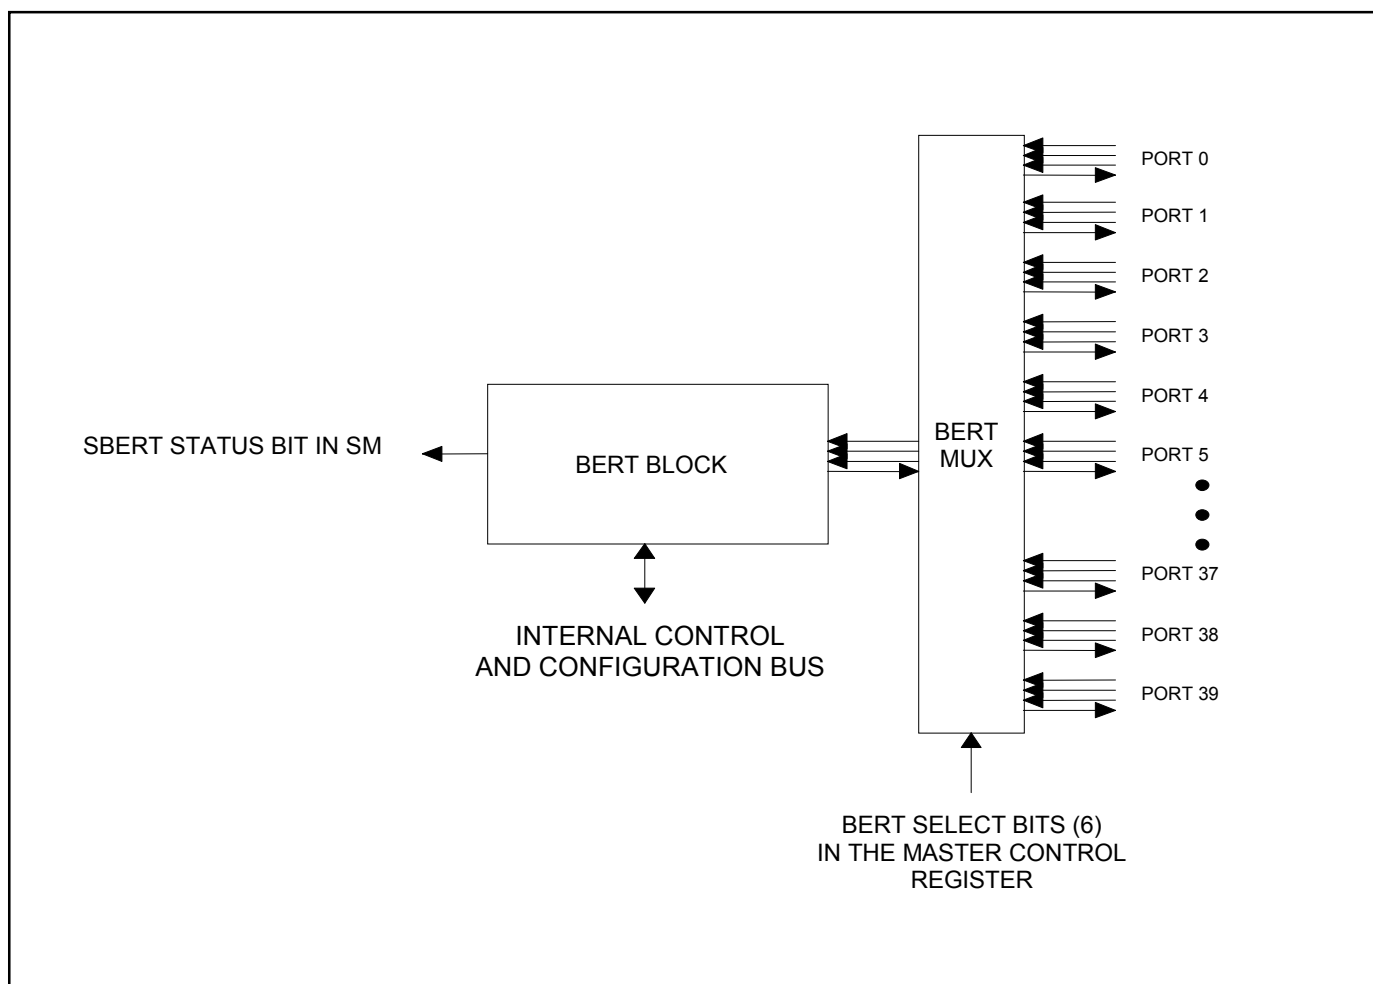 PORT 0
PORT 1
PORT 2
PORT 3
PORT 4
SBERT STATUS BIT IN SM
BERT BLOCK
BERT
MUX
PORT 5
PORT 37
INTERNAL CONTROL
AND CONFIGURATION BUS
PORT 38
PORT 39
BERT SELECT BITS (6)
IN THE MASTER CONTROL
REGISTER